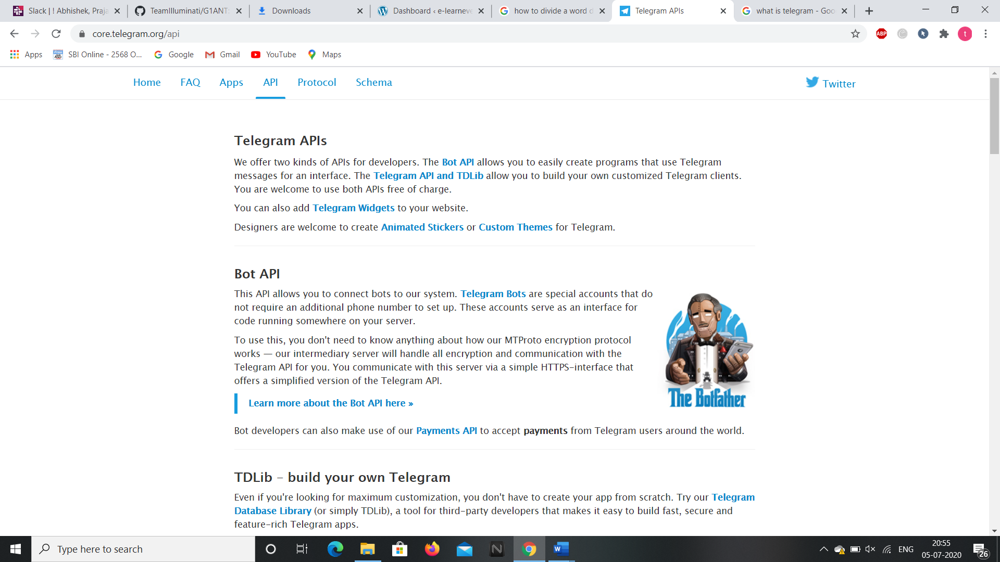 Slack | ! Abhishek, Praja
TeamIlluminati/G1ANT:
Downloads
Dashboard ‹ e-learneve
how to divide a word d
Telegram APIs
what is telegram - Goo
core.telegram.org/api
ABP
t
Apps
SBI Online - 2568 O...
Google
Gmail
YouTube
Maps
Home
FAQ
Apps
API
Protocol
Schema
Twitter
Telegram APIs
We offer two kinds of APIs for developers. The Bot API allows you to easily create programs that use Telegram
messages for an interface. The Telegram API and TDLib allow you to build your own customized Telegram clients.
You are welcome to use both APIs free of charge.
You can also add Telegram Widgets to your website.
Designers are welcome to create Animated Stickers or Custom Themes for Telegram.
Bot API
This API allows you to connect bots to our system. Telegram Bots are special accounts that do
not require an additional phone number to set up. These accounts serve as an interface for
code running somewhere on your server.
To use this, you don't need to know anything about how our MTProto encryption protocol
works — our intermediary server will handle all encryption and communication with the
Telegram API for you. You communicate with this server via a simple HTTPS-interface that
offers a simplified version of the Telegram API.
The Botfather
Learn more about the Bot API here »
Bot developers can also make use of our Payments API to accept payments from Telegram users around the world.
TDLib – build your own Telegram
Even if you're looking for maximum customization, you don't have to create your app from scratch. Try our Telegram
Database Library (or simply TDLib), a tool for third-party developers that makes it easy to build fast, secure and
feature-rich Telegram apps.
Type here to search
ENG
20:55
05-07-2020
26